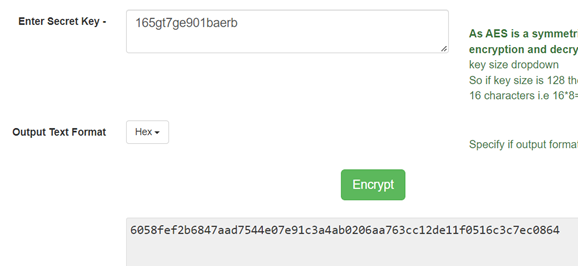 Enter Secret Key -
165gt7ge901baerb
As AES is a symmetr
encryption and decry
key size dropdown
So if key size is 128 th
16 characters i.e 16*8=
Output Text Format
Hex
Specify if output forma
Encrypt
6058fef2b6847aad7544e07e91c3a4ab0206aa763cc12de11f0516c3c7ec0864